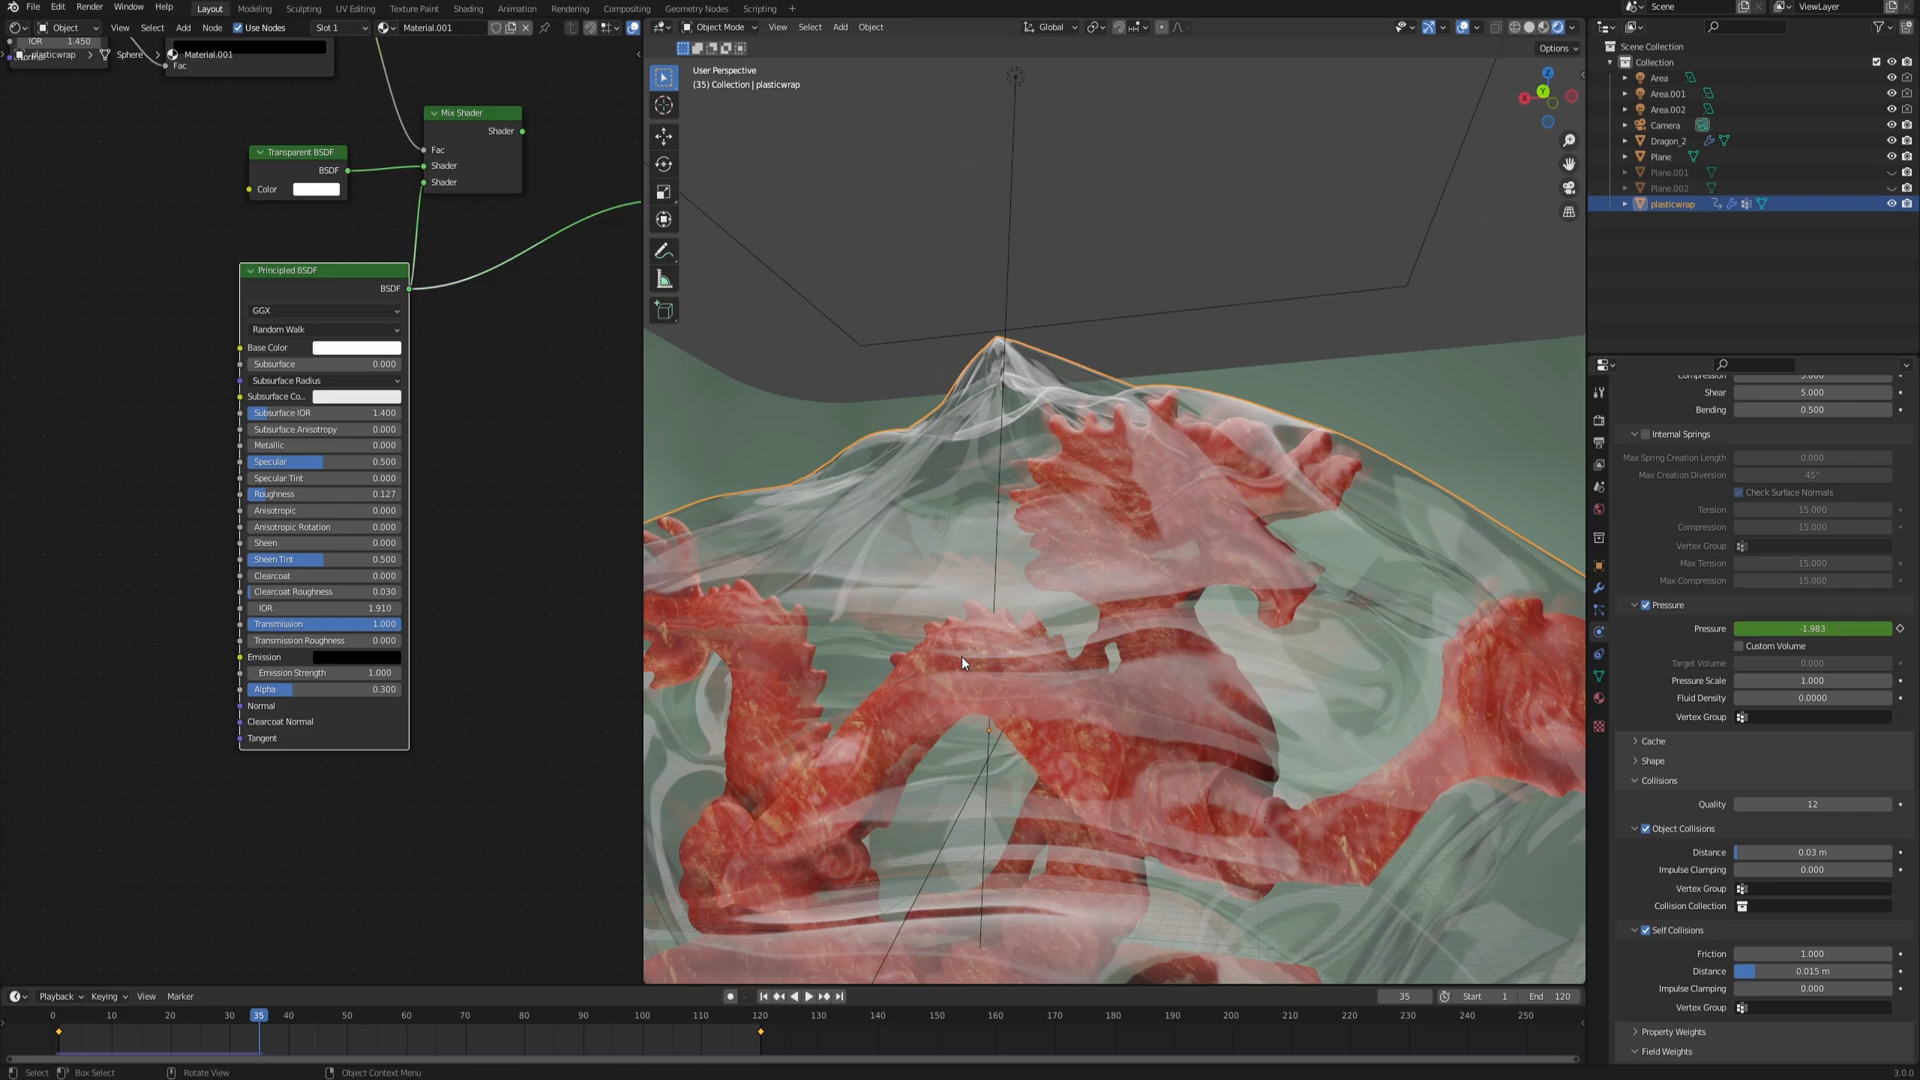 File Edit Render Window Help Layout Modeling Sculpting UV Editing Texture Paint Shading Animation Rendering Compositing Geometry Nodes Scripting Scene ViewLayer
Object View Select Add Node Use Nodes Slot 1 Material.001
Object Mode View Select Add Object Global
Options
IOR 1.450
plasticwrap Sphere Material.001
Fac
Mix Shader
Shader
Fac
Shader
Shader
Transparent BSDF
BSDF
Color
Principled BSDF
BSDF
GGX
Random Walk
Base Color
Subsurface 0.000
Subsurface Radius
Subsurface Co...
Subsurface IOR 1.400
Subsurface Anisotropy 0.000
Metallic 0.000
Specular 0.500
Specular Tint 0.000
Roughness 0.127
Anisotropic 0.000
Anisotropic Rotation 0.000
Sheen 0.000
Sheen Tint 0.500
Clearcoat 0.000
Clearcoat Roughness 0.030
IOR 1.910
Transmission 1.000
Transmission Roughness 0.000
Emission
Emission Strength 1.000
Alpha 0.300
Normal
Clearcoat Normal
Tangent
User Perspective
(35) Collection | plasticwrap
Z
Y
X
Scene Collection
Collection
Area
Area.001
Area.002
Camera
Dragon_2
Plane
Plane.001
Plane.002
plasticwrap
Compression 5.000
Shear 5.000
Bending 0.500
Internal Springs
Max Spring Creation Length 0.000
Max Creation Diversion 45°
Check Surface Normals
Tension 15.000
Compression 15.000
Vertex Group
Max Tension 15.000
Max Compression 15.000
Pressure
Pressure -1.983
Custom Volume
Target Volume 0.000
Pressure Scale 1.000
Fluid Density 0.0000
Vertex Group
Cache
Shape
Collisions
Quality 12
Object Collisions
Distance 0.03 m
Impulse Clamping 0.000
Vertex Group
Collision Collection
Self Collisions
Friction 1.000
Distance 0.015 m
Impulse Clamping 0.000
Vertex Group
Property Weights
Field Weights
Playback Keying View Marker 35 Start 1 End 120
0 10 20 30 35 40 50 60 70 80 90 100 110 120 130 140 150 160 170 180 190 200 210 220 230 240 250
Select Box Select Rotate View Object Context Menu 3.0.0